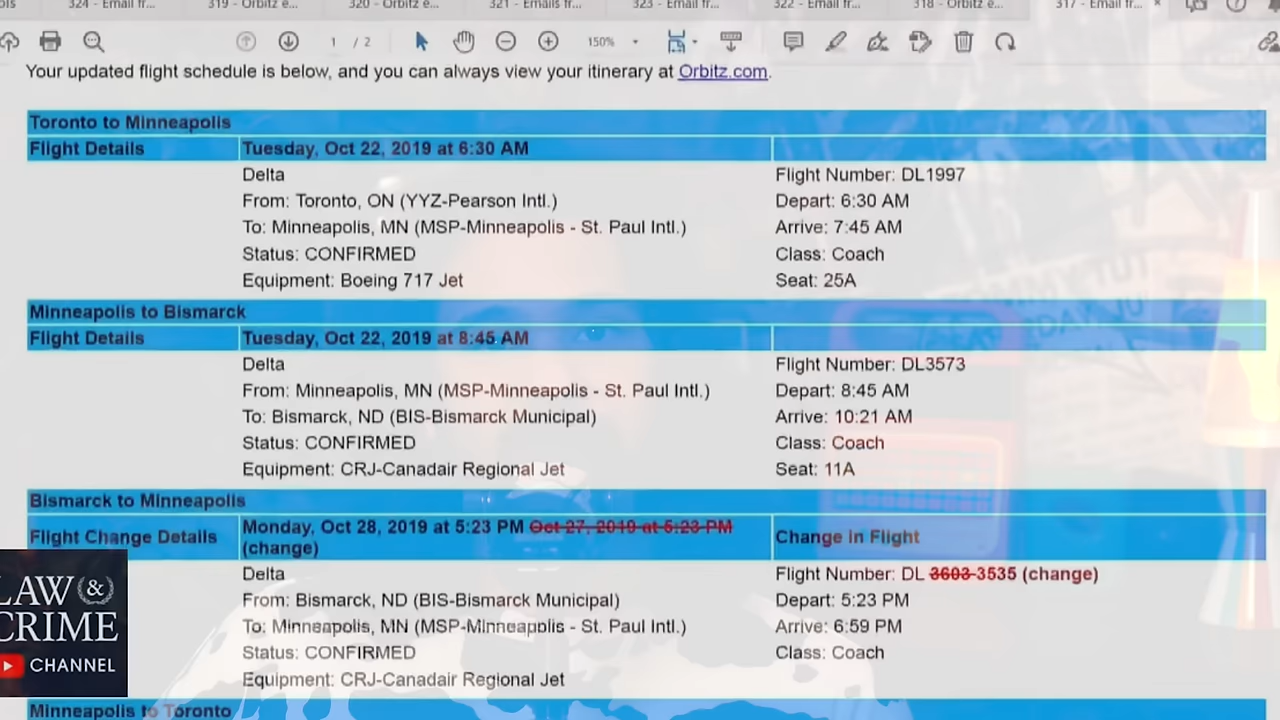 324 - Email fr...
319 - Orbitz e...
320 - Orbitz e...
321 - Emails fr...
323 - Email fr...
322 - Email fr...
318 - Orbitz e...
317 - Email fr... ×
1 / 2
150%
Your updated flight schedule is below, and you can always view your itinerary at Orbitz.com.
Toronto to Minneapolis
Flight Details Tuesday, Oct 22, 2019 at 6:30 AM
Delta Flight Number: DL1997
From: Toronto, ON (YYZ-Pearson Intl.) Depart: 6:30 AM
To: Minneapolis, MN (MSP-Minneapolis - St. Paul Intl.) Arrive: 7:45 AM
Status: CONFIRMED Class: Coach
Equipment: Boeing 717 Jet Seat: 25A
Minneapolis to Bismarck
Flight Details Tuesday, Oct 22, 2019 at 8:45 AM
Delta Flight Number: DL3573
From: Minneapolis, MN (MSP-Minneapolis - St. Paul Intl.) Depart: 8:45 AM
To: Bismarck, ND (BIS-Bismarck Municipal) Arrive: 10:21 AM
Status: CONFIRMED Class: Coach
Equipment: CRJ-Canadair Regional Jet Seat: 11A
Bismarck to Minneapolis
Flight Change Details Monday, Oct 28, 2019 at 5:23 PM Oct 27, 2019 at 5:23 PM
(change) Change in Flight
Delta Flight Number: DL 3603 3535 (change)
From: Bismarck, ND (BIS-Bismarck Municipal) Depart: 5:23 PM
To: Minneapolis, MN (MSP-Minneapolis - St. Paul Intl.) Arrive: 6:59 PM
Status: CONFIRMED Class: Coach
Equipment: CRJ-Canadair Regional Jet
Minneapolis to Toronto
LAW &
CRIME
CHANNEL